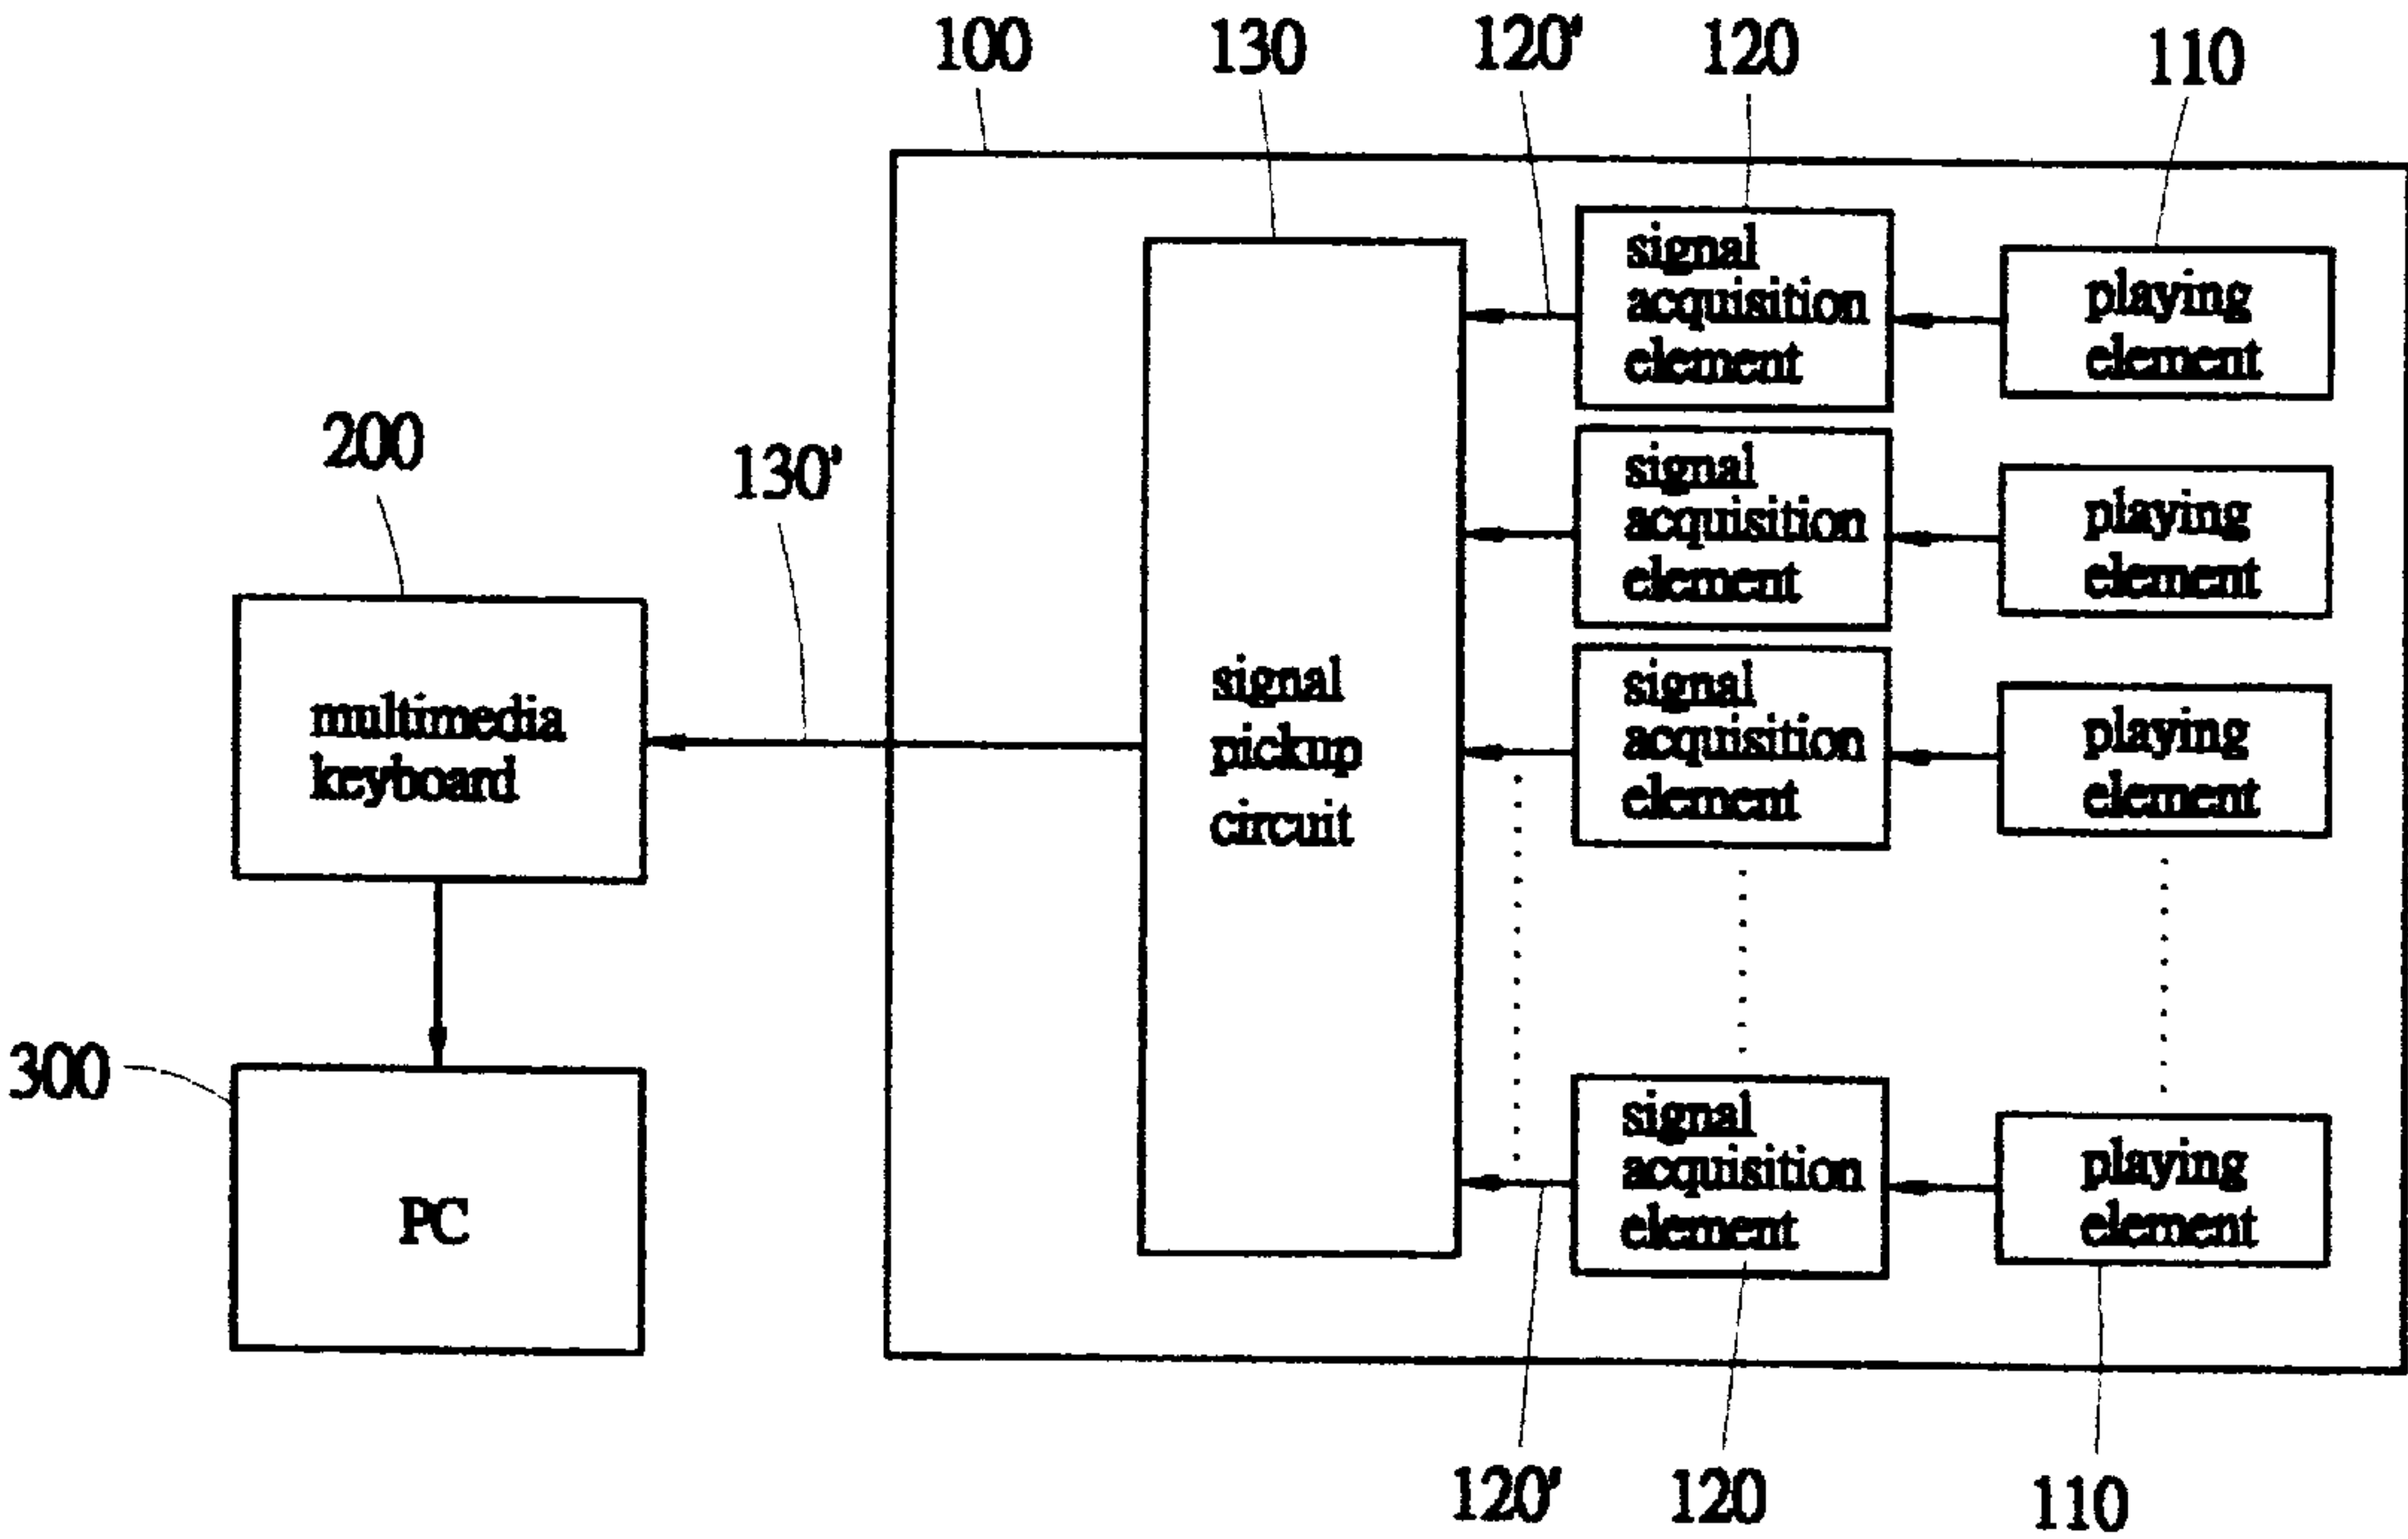 100
130
120'
120
110
signal
acquisition
element
playing
element
200
130'
signal
acquisition
element
playing
element
multimedia
keyboard
signal
pickup
circuit
signal
acquisition
element
playing
element
300
PC
signal
acquisition
element
playing
element
120'
120
110